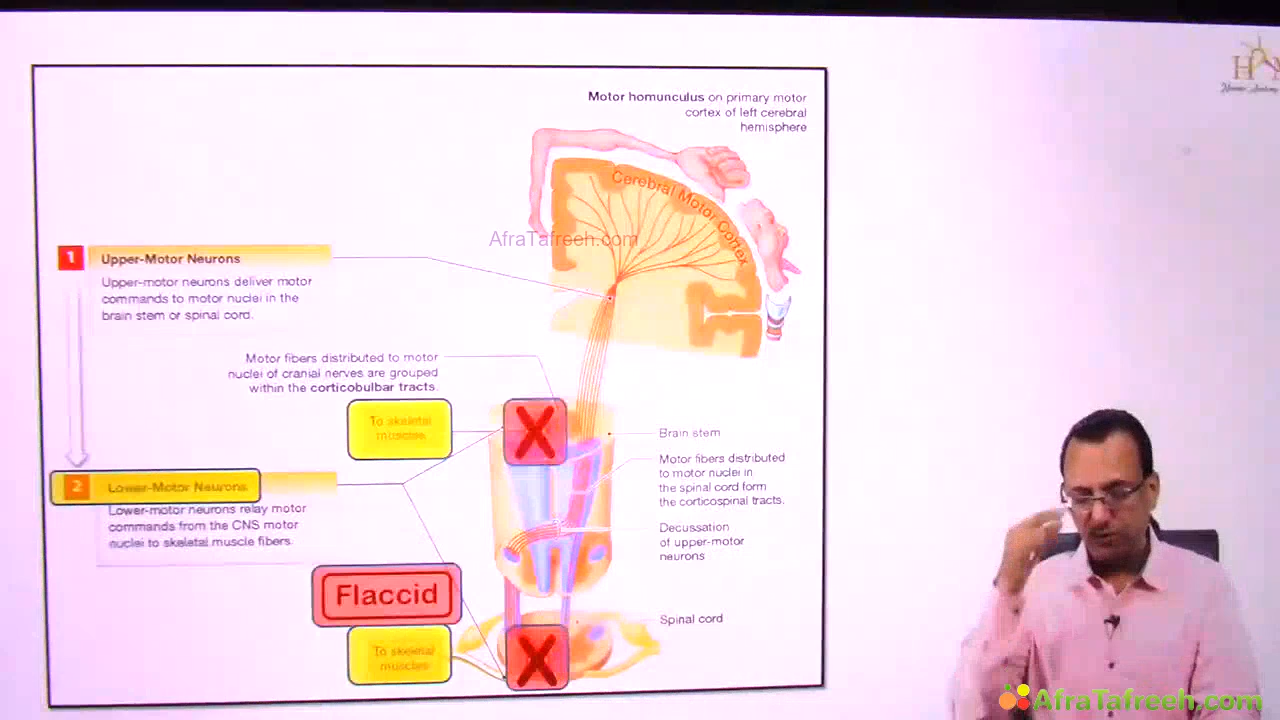 Motor homunculus on primary motor
cortex of left cerebral
hemisphere
Cerebral Motor Cortex
AfraTafreeh.com
1
Upper-Motor Neurons
Upper-motor neurons deliver motor
commands to motor nuclei in the
brain stem or spinal cord.
Motor fibers distributed to motor
nuclei of cranial nerves are grouped
within the corticobulbar tracts.
To skeletal
muscles
X
Brain stem
Motor fibers distributed
to motor nuclei in
the spinal cord form
the corticospinal tracts.
2
Lower-Motor Neurons
Lower-motor neurons relay motor
commands from the CNS motor
nuclei to skeletal muscle fibers.
Decussation
of upper-motor
neurons
Flaccid
Spinal cord
To skeletal
muscles
X
AfraTafreeh.com